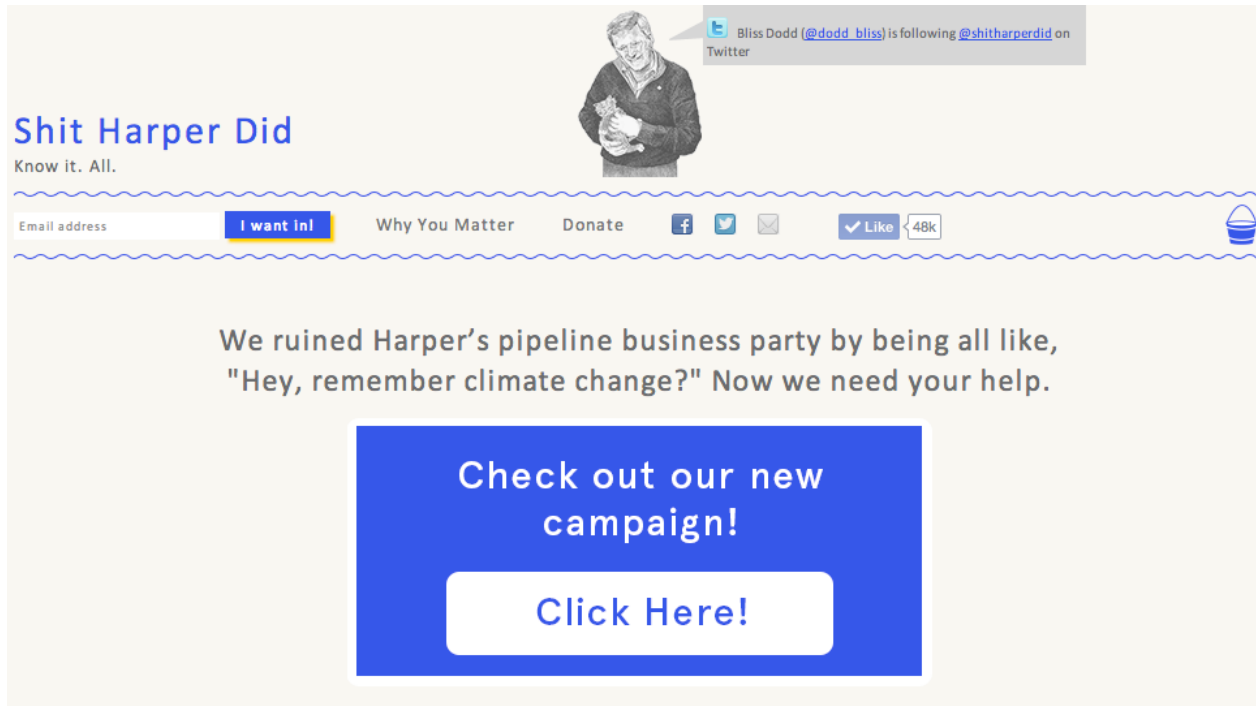 Bliss Dodd (@dodd_bliss) is following @shitharperdid on
Twitter
Shit Harper Did
Know it. All.
Email address
I want in!
Why You Matter
Donate
Like
48k
We ruined Harper's pipeline business party by being all like,
"Hey, remember climate change?" Now we need your help.
Check out our new
campaign!
Click Here!